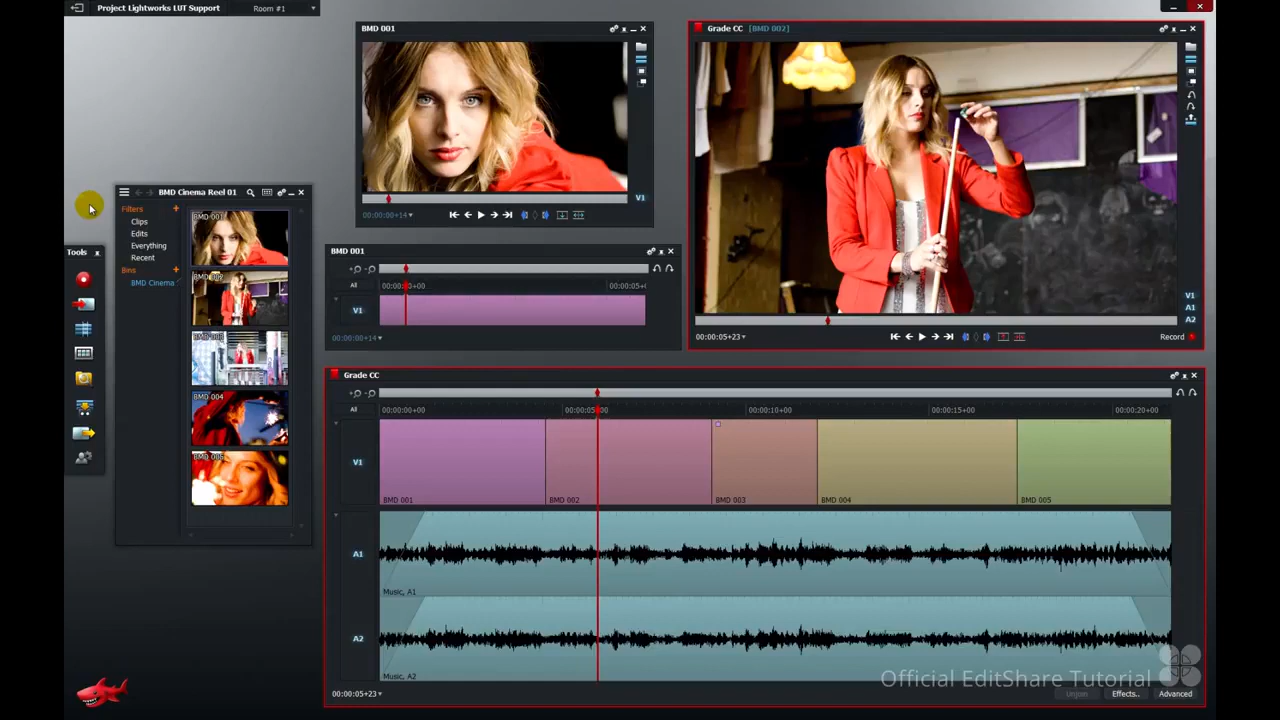 Project Lightworks LUT Support
Room #1
BMD 001
V1
00:00:00+14
Grade CC [BMD 002]
V1
A1
A2
00:00:05+23
Record
BMD Cinema Reel 01
Filters +
Clips
Edits
Everything
Recent
Bins +
BMD Cinema
BMD 001
BMD 002
BMD 003
BMD 004
Tools
BMD 001
All
00:00:00+00
00:00:05+
V1
00:00:00+14
Grade CC
All
00:00:00+00
00:00:05+00
00:00:10+00
00:00:15+00
00:00:20+00
V1
BMD 001
BMD 002
BMD 003
BMD 004
BMD 005
A1
Music, A1
A2
Music, A2
Official EditShare Tutorial
00:00:05+23
Unjoin
Effects..
Advanced